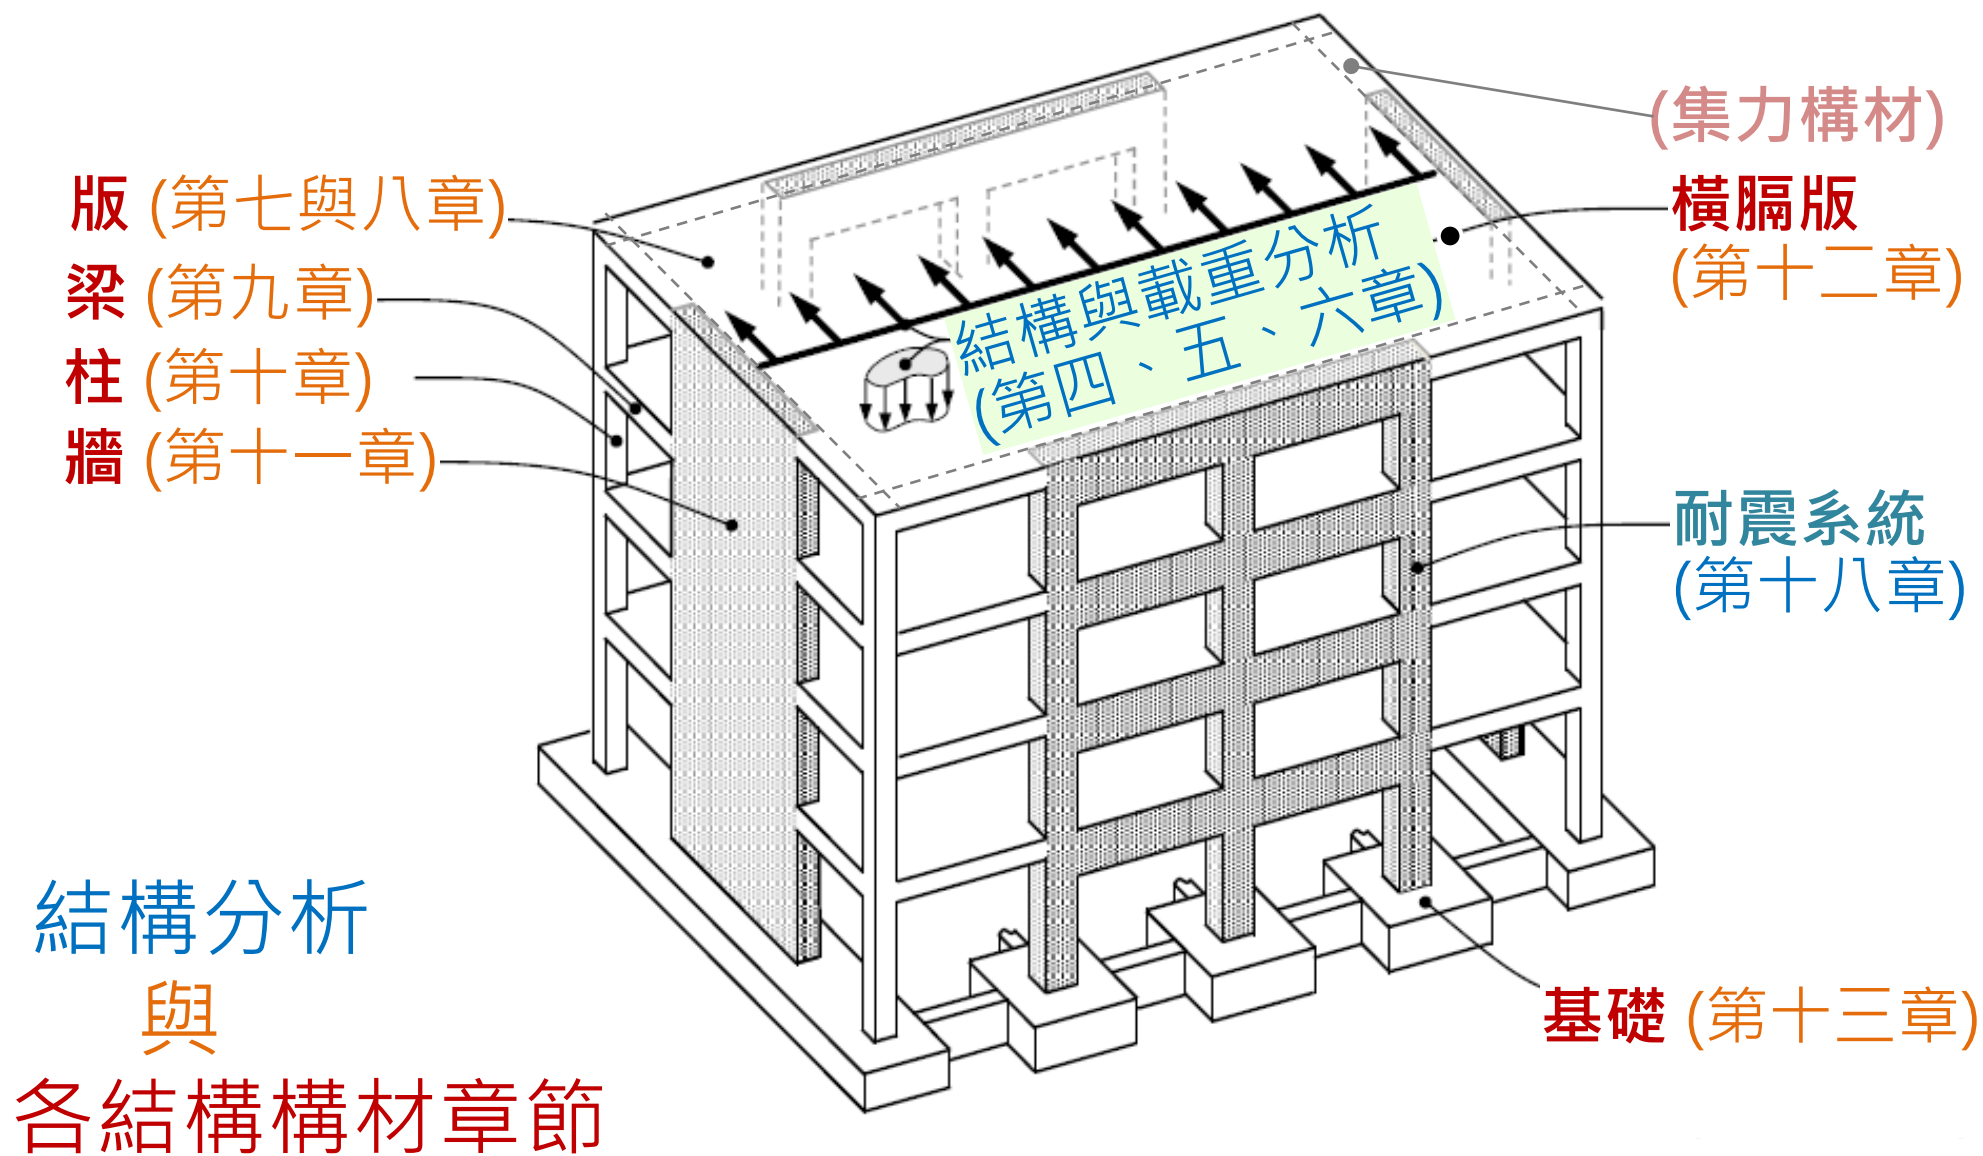 (集力構材)
版 (第七與八章)
橫膈版
(第十二章)
梁 (第九章)
結構與載重分析
(第四、五、六章)
柱 (第十章)
牆 (第十一章)
耐震系統
(第十八章)
基礎 (第十三章)
結構分析
與
各結構構材章節